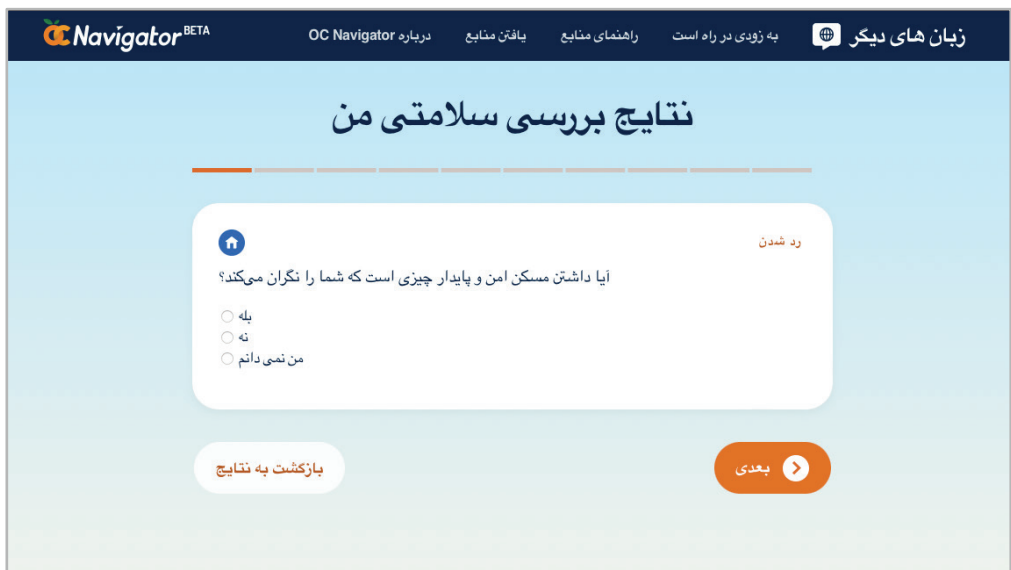 OC Navigator BETA
درباره OC Navigator
یافتن منابع
راهنمای منابع
به زودی در راه است
زبان های دیگر
نتایج بررسی سلامتی من
رد شدن
آیا داشتن مسکن امن و پایدار چیزی است که شما را نگران می‌کند؟
بله
نه
من نمی دانم
بازگشت به نتایج
بعدی